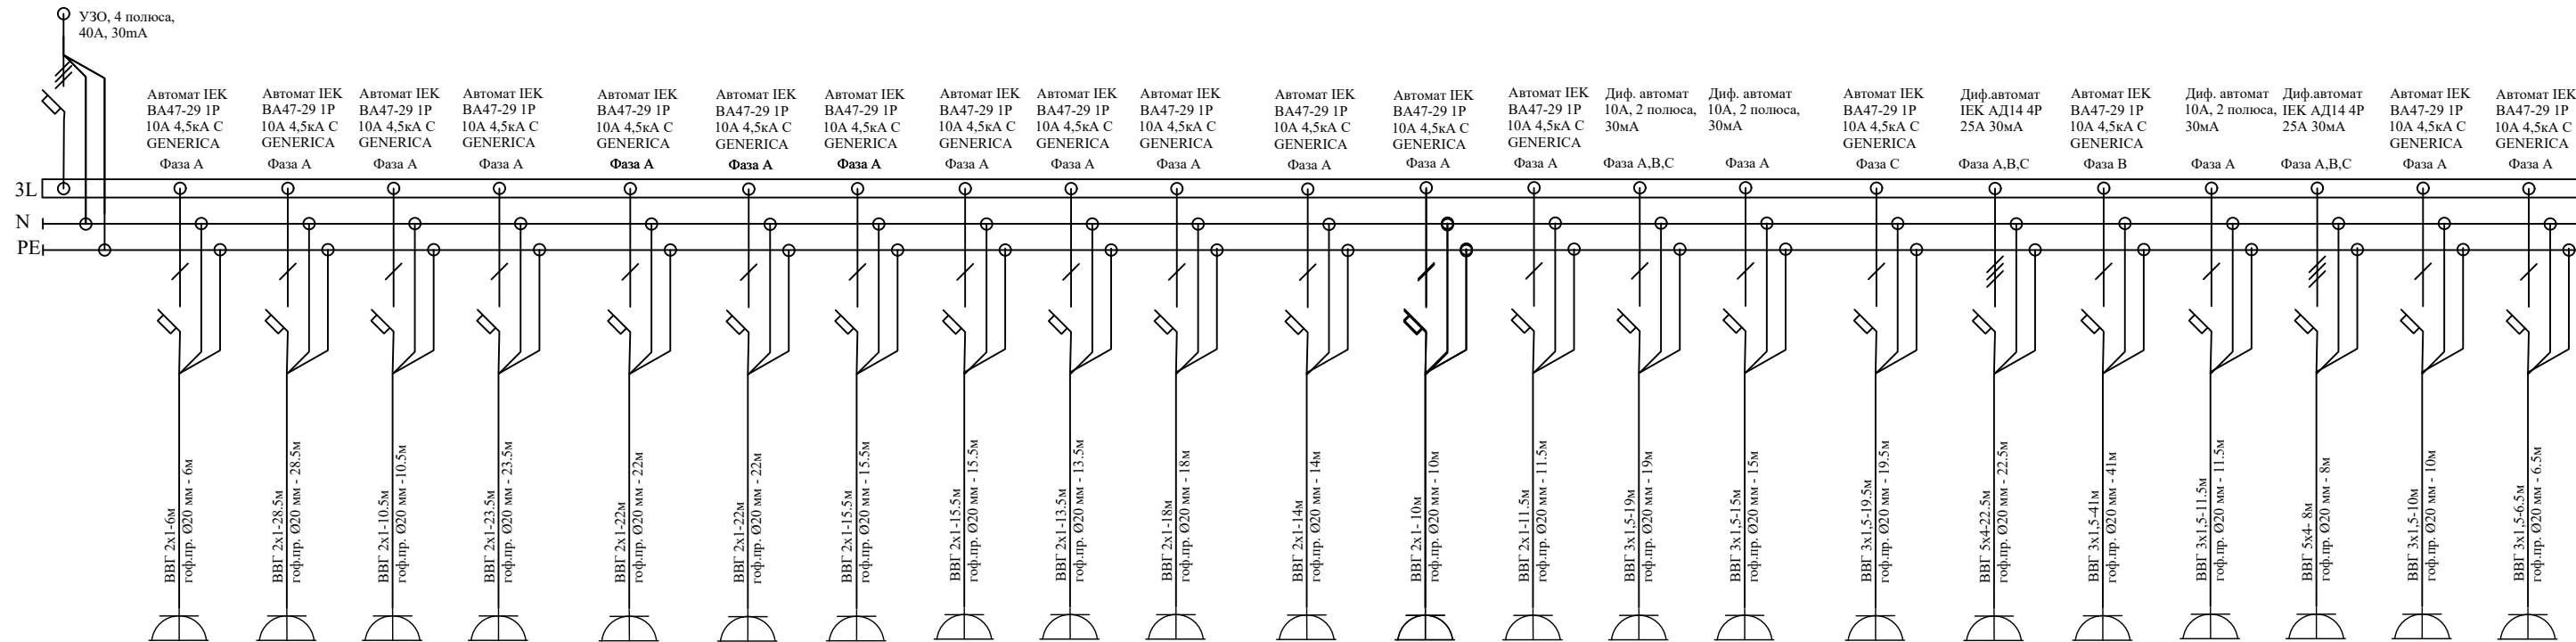 УЗО, 4 полюса,
40А, 30mA
Автомат IEK
ВА47-29 1Р
10А 4,5кА С
GENERICA
Фаза А
Автомат IEK
ВА47-29 1Р
10А 4,5кА С
GENERICA
Фаза А
Автомат IEK
ВА47-29 1Р
10А 4,5кА С
GENERICA
Фаза А
Автомат IEK
ВА47-29 1Р
10А 4,5кА С
GENERICA
Фаза А
Автомат IEK
ВА47-29 1Р
10А 4,5кА С
GENERICA
Фаза А
Автомат IEK
ВА47-29 1Р
10А 4,5кА С
GENERICA
Фаза А
Автомат IEK
ВА47-29 1Р
10А 4,5кА С
GENERICA
Фаза А
Автомат IEK
ВА47-29 1Р
10А 4,5кА С
GENERICA
Фаза А
Автомат IEK
ВА47-29 1Р
10А 4,5кА С
GENERICA
Фаза А
Автомат IEK
ВА47-29 1Р
10А 4,5кА С
GENERICA
Фаза А
Автомат IEK
ВА47-29 1Р
10А 4,5кА С
GENERICA
Фаза А
Автомат IEK
ВА47-29 1Р
10А 4,5кА С
GENERICA
Фаза А
Автомат IEK
ВА47-29 1Р
10А 4,5кА С
GENERICA
Фаза А
Диф. автомат
10А, 2 полюса,
30мА
Фаза А,В,С
Диф. автомат
10А, 2 полюса,
30мА
Фаза А
Автомат IEK
ВА47-29 1Р
10А 4,5кА С
GENERICA
Фаза С
Диф.автомат
IEK АД14 4Р
25А 30мА
Фаза А,В,С
Автомат IEK
ВА47-29 1Р
10А 4,5кА С
GENERICA
Фаза В
Диф. автомат
10А, 2 полюса,
30мА
Фаза А
Диф.автомат
IEK АД14 4Р
25А 30мА
Фаза А,В,С
Автомат IEK
ВА47-29 1Р
10А 4,5кА С
GENERICA
Фаза А
Автомат IEK
ВА47-29 1Р
10А 4,5кА С
GENERICA
Фаза А
3L
N
PE
ВВГ 2х1-6м
гоф.пр. Ø20 мм - 6м
ВВГ 2х1-28.5м
гоф.пр. Ø20 мм - 28.5м
ВВГ 2х1-10.5м
гоф.пр. Ø20 мм -10.5м
ВВГ 2х1-23.5м
гоф.пр. Ø20 мм - 23.5м
ВВГ 2х1-22м
гоф.пр. Ø20 мм - 22м
ВВГ 2х1-22м
гоф.пр. Ø20 мм - 22м
ВВГ 2х1-15.5м
гоф.пр. Ø20 мм - 15.5м
ВВГ 2х1-15.5м
гоф.пр. Ø20 мм - 15.5м
ВВГ 2х1-13.5м
гоф.пр. Ø20 мм - 13.5м
ВВГ 2х1-18м
гоф.пр. Ø20 мм - 18м
ВВГ 2х1-14м
гоф.пр. Ø20 мм - 14м
ВВГ 2х1- 10м
гоф.пр. Ø20 мм - 10м
ВВГ 2х1-11.5м
гоф.пр. Ø20 мм - 11.5м
ВВГ 3х1,5-19м
гоф.пр. Ø20 мм - 19м
ВВГ 3х1,5-15м
гоф.пр. Ø20 мм - 15м
ВВГ 3х1,5-19.5м
гоф.пр. Ø20 мм - 19.5м
ВВГ 5х4-22.5м
гоф.пр. Ø20 мм - 22.5м
ВВГ 3х1,5-41м
гоф.пр. Ø20 мм - 41м
ВВГ 3х1,5-11.5м
гоф.пр. Ø20 мм - 11.5м
ВВГ 5х4- 8м
гоф.пр. Ø20 мм - 8м
ВВГ 3х1,5-10м
гоф.пр. Ø20 мм - 10м
ВВГ 3х1,5-6.5м
гоф.пр. Ø20 мм - 6.5м